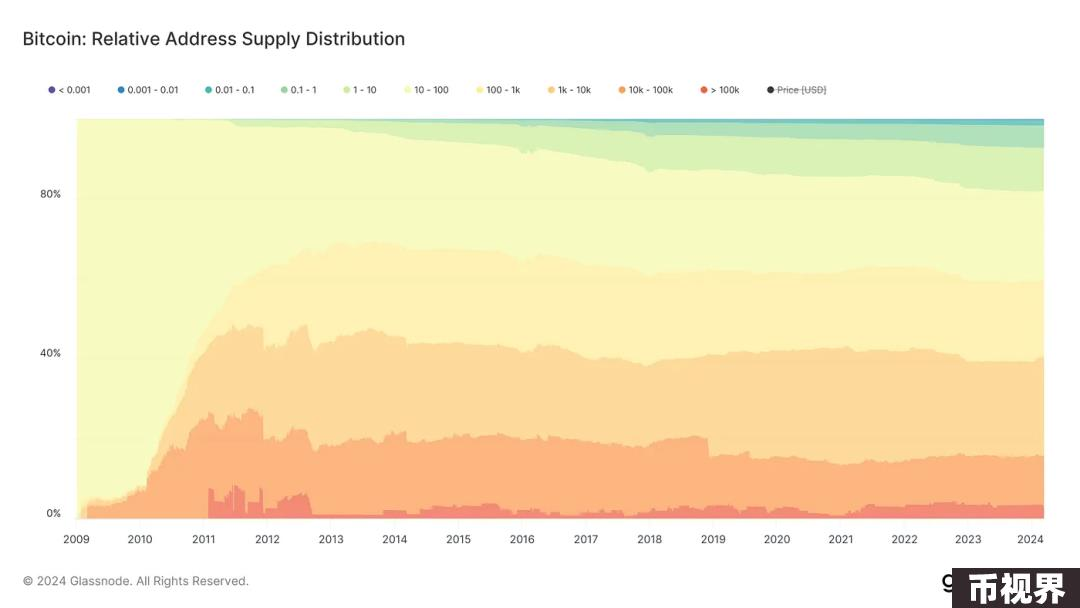 Bitcoin: Relative Address Supply Distribution
< 0.001 0.001 - 0.01 0.01 - 0.1 0.1 - 1 1 - 10 10 - 100 100 - 1k 1k - 10k 10k - 100k > 100k Price [USD]
80%
40%
0%
2009 2010 2011 2012 2013 2014 2015 2016 2017 2018 2019 2020 2021 2022 2023 2024
© 2024 Glassnode. All Rights Reserved.
币视界